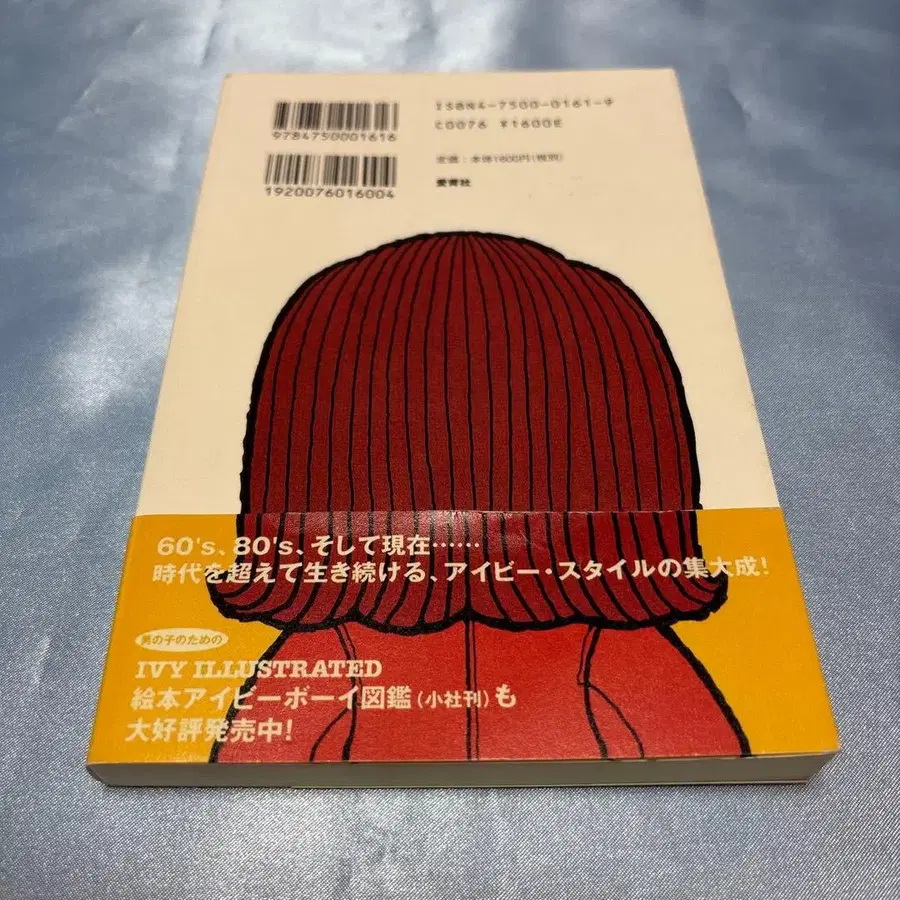 9784750001616
ISBN4-7500-0161-9
C0076 ¥1600E
1920076016004
定価:本体1600円(税別)
愛育社
60's、80's、そして現在……
時代を超えて生き続ける、アイビー・スタイルの集大成!
男の子のための
IVY ILLUSTRATED
絵本アイビーボーイ図鑑(小社刊)も
大好評発売中!